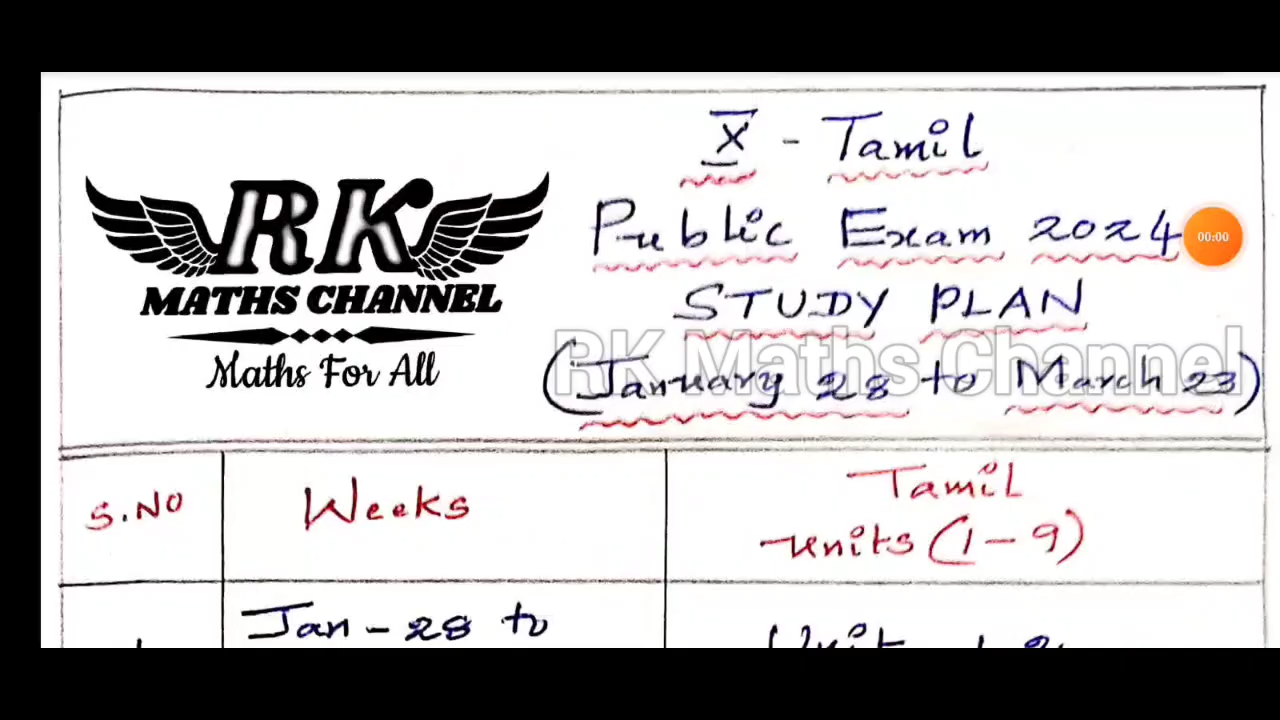 X - Tamil
Public Exam 2024
00:00
STUDY PLAN
(January 28 to March 23)
RK Maths Channel
RK
MATHS CHANNEL
Maths For All
S.NO Weeks Tamil
units (1-9)
Jan - 28 to